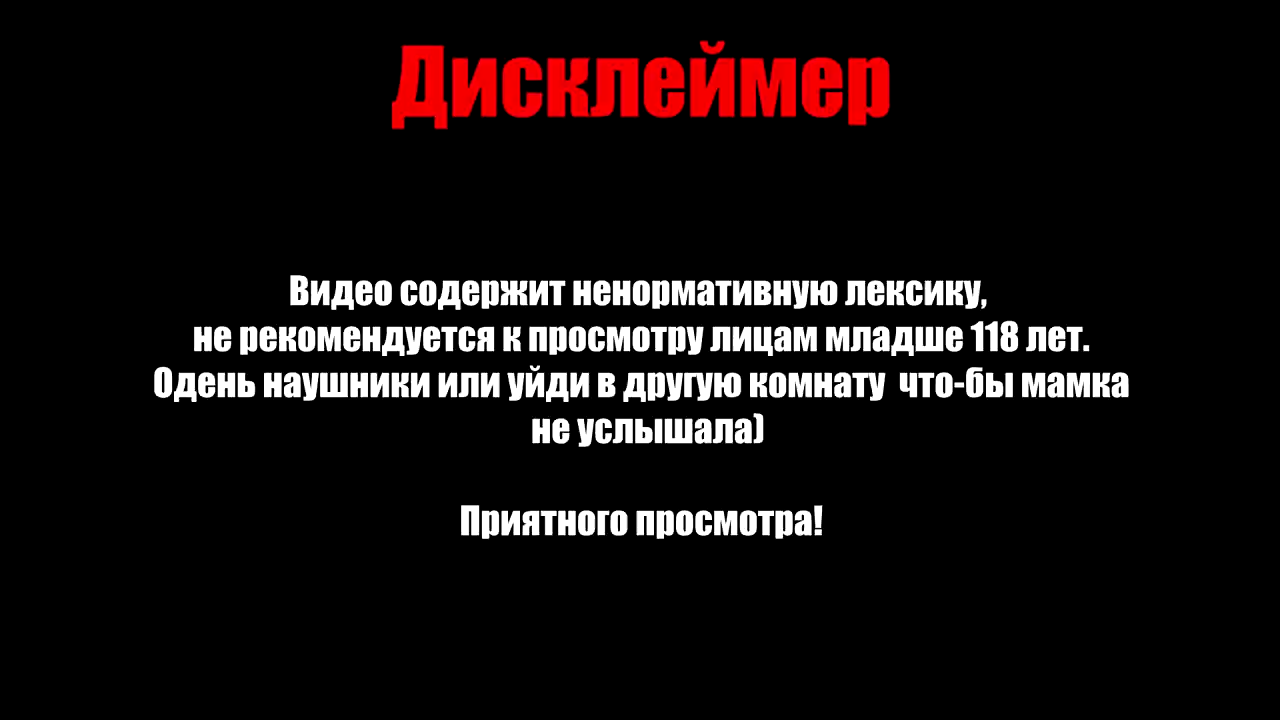 Дисклеймер
Видео содержит ненормативную лексику,
не рекомендуется к просмотру лицам младше 118 лет.
Одень наушники или уйди в другую комнату  что-бы мамка
не услышала)
Приятного просмотра!